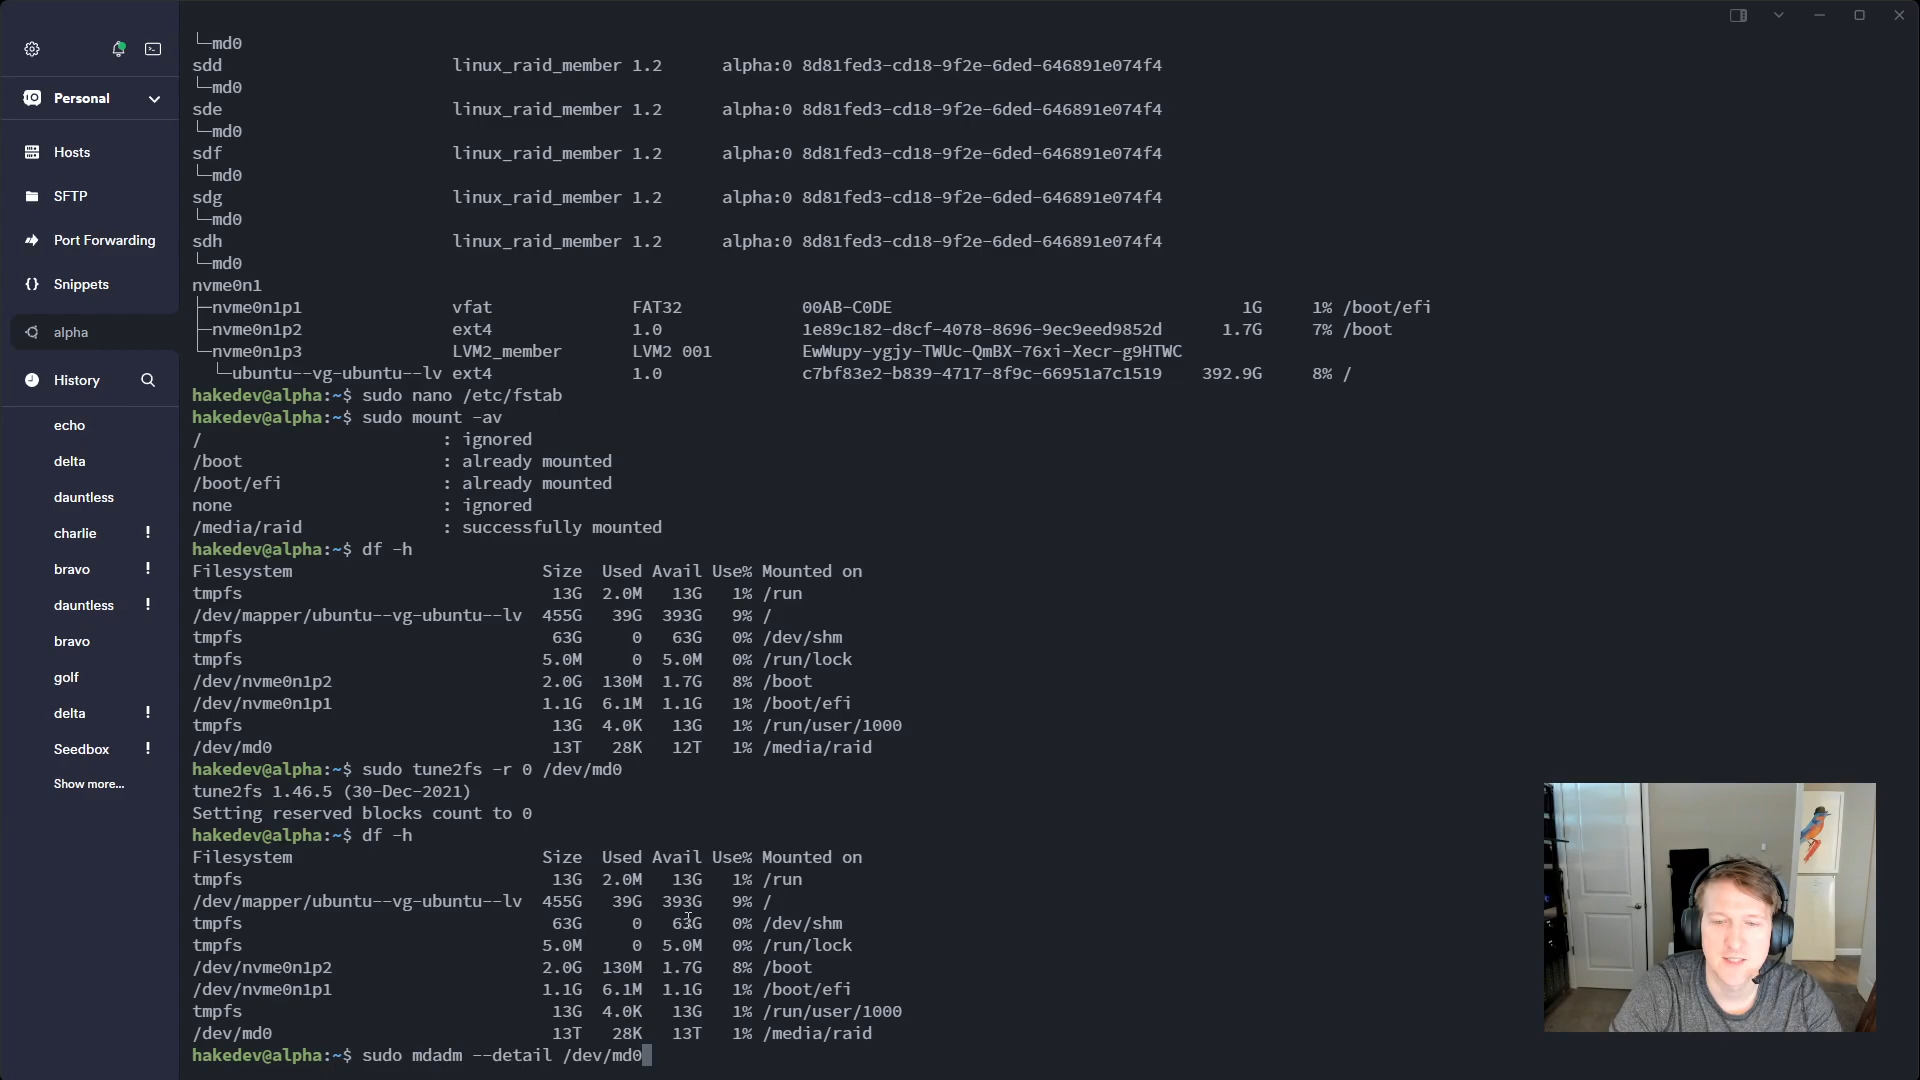 Personal
Hosts
SFTP
Port Forwarding
Snippets
alpha
History
echo
delta
dauntless
charlie !
bravo !
dauntless !
bravo
golf
delta !
Seedbox !
Show more...
└─md0
sdd linux_raid_member 1.2 alpha:0 8d81fed3-cd18-9f2e-6ded-646891e074f4
└─md0
sde linux_raid_member 1.2 alpha:0 8d81fed3-cd18-9f2e-6ded-646891e074f4
└─md0
sdf linux_raid_member 1.2 alpha:0 8d81fed3-cd18-9f2e-6ded-646891e074f4
└─md0
sdg linux_raid_member 1.2 alpha:0 8d81fed3-cd18-9f2e-6ded-646891e074f4
└─md0
sdh linux_raid_member 1.2 alpha:0 8d81fed3-cd18-9f2e-6ded-646891e074f4
└─md0
nvme0n1
├─nvme0n1p1 vfat FAT32 00AB-C0DE 1G 1% /boot/efi
├─nvme0n1p2 ext4 1.0 1e89c182-d8cf-4078-8696-9ec9eed9852d 1.7G 7% /boot
└─nvme0n1p3 LVM2_member LVM2 001 EwWupy-ygjy-TWUc-QmBX-76xi-Xecr-g9HTWC
└─ubuntu--vg-ubuntu--lv ext4 1.0 c7bf83e2-b839-4717-8f9c-66951a7c1519 392.9G 8% /
hakedev@alpha:~$ sudo nano /etc/fstab
hakedev@alpha:~$ sudo mount -av
/ : ignored
/boot : already mounted
/boot/efi : already mounted
none : ignored
/media/raid : successfully mounted
hakedev@alpha:~$ df -h
Filesystem Size Used Avail Use% Mounted on
tmpfs 13G 2.0M 13G 1% /run
/dev/mapper/ubuntu--vg-ubuntu--lv 455G 39G 393G 9% /
tmpfs 63G 0 63G 0% /dev/shm
tmpfs 5.0M 0 5.0M 0% /run/lock
/dev/nvme0n1p2 2.0G 130M 1.7G 8% /boot
/dev/nvme0n1p1 1.1G 6.1M 1.1G 1% /boot/efi
tmpfs 13G 4.0K 13G 1% /run/user/1000
/dev/md0 13T 28K 12T 1% /media/raid
hakedev@alpha:~$ sudo tune2fs -r 0 /dev/md0
tune2fs 1.46.5 (30-Dec-2021)
Setting reserved blocks count to 0
hakedev@alpha:~$ df -h
Filesystem Size Used Avail Use% Mounted on
tmpfs 13G 2.0M 13G 1% /run
/dev/mapper/ubuntu--vg-ubuntu--lv 455G 39G 393G 9% /
tmpfs 63G 0 63G 0% /dev/shm
tmpfs 5.0M 0 5.0M 0% /run/lock
/dev/nvme0n1p2 2.0G 130M 1.7G 8% /boot
/dev/nvme0n1p1 1.1G 6.1M 1.1G 1% /boot/efi
tmpfs 13G 4.0K 13G 1% /run/user/1000
/dev/md0 13T 28K 13T 1% /media/raid
hakedev@alpha:~$ sudo mdadm --detail /dev/md0